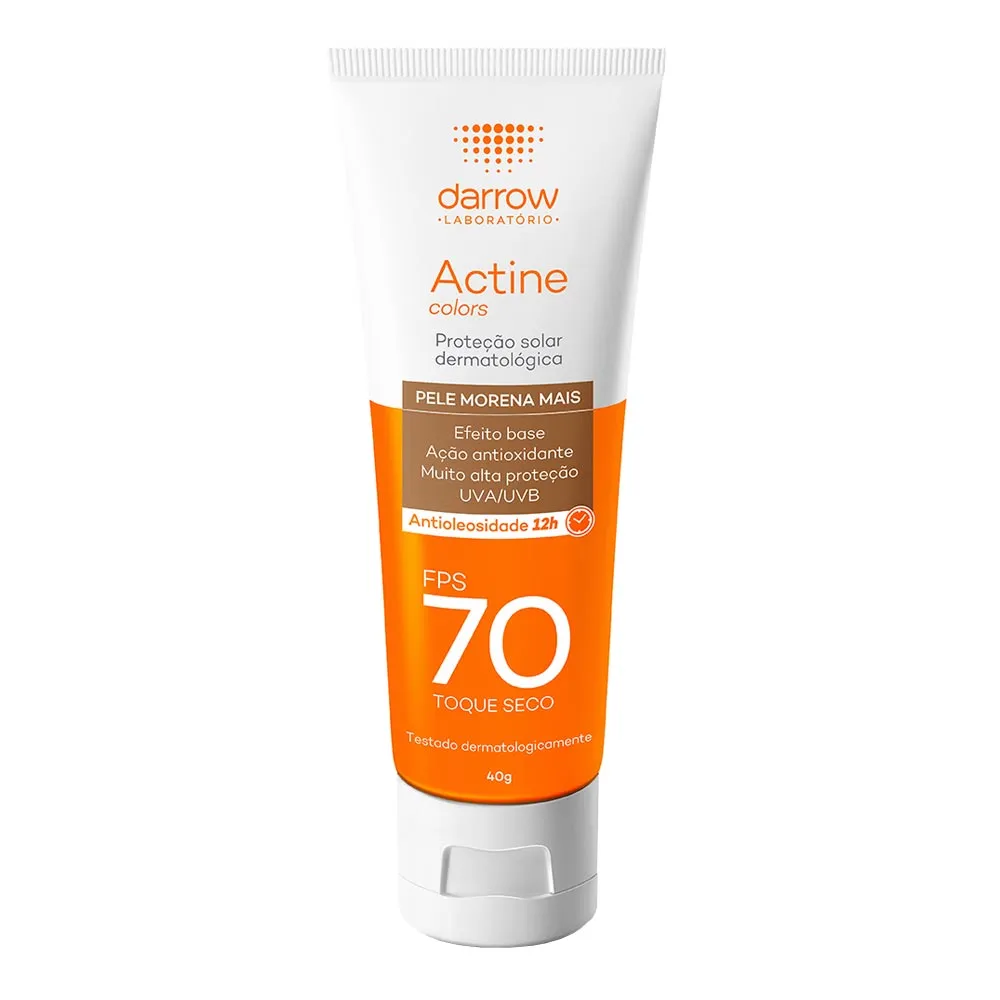 darrow
•LABORATÓRIO•
Actine
colors
Proteção solar
dermatológica
PELE MORENA MAIS
Efeito base
Ação antioxidante
Muito alta proteção
UVA/UVB
Antioleosidade 12h
FPS
70
TOQUE SECO
Testado dermatologicamente
40g